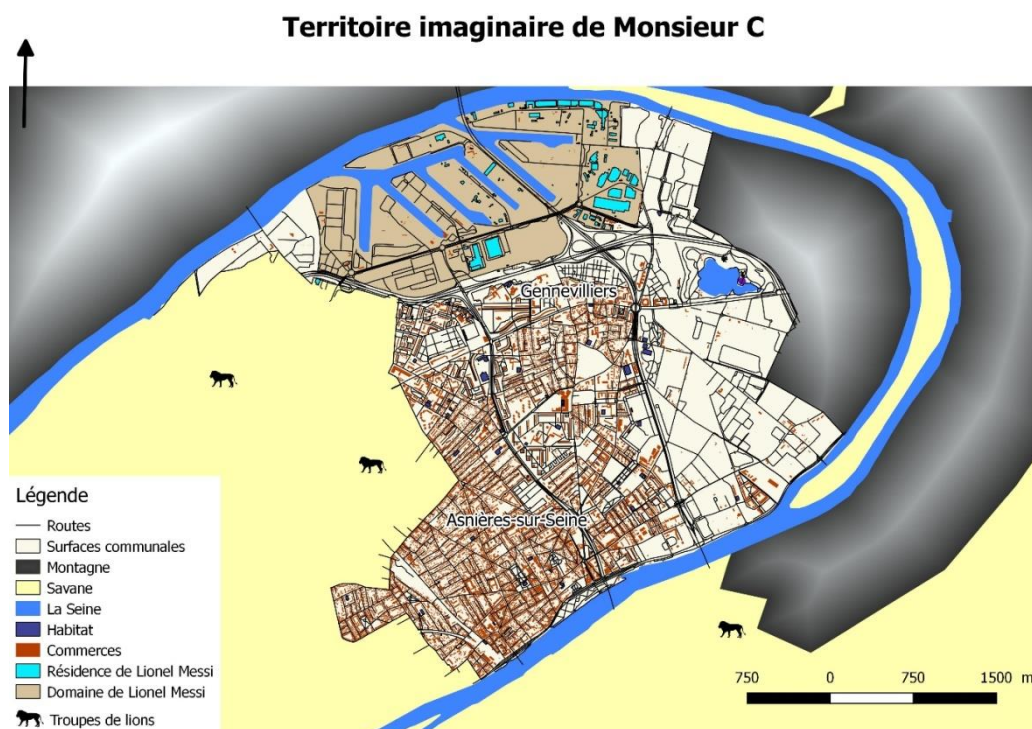 Territoire imaginaire de Monsieur C
Gennevilliers
Asnières-sur-Seine
Légende
Routes
Surfaces communales
Montagne
Savane
La Seine
Habitat
Commerces
Résidence de Lionel Messi
Domaine de Lionel Messi
Troupes de lions
750 0 750 1500 m